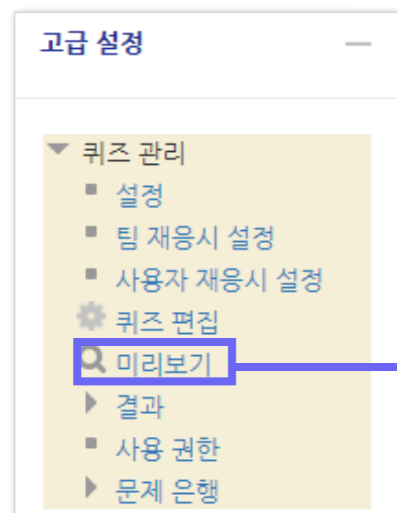 고급 설정
퀴즈 관리
설정
팀 재응시 설정
사용자 재응시 설정
퀴즈 편집
미리보기
결과
사용 권한
문제 은행